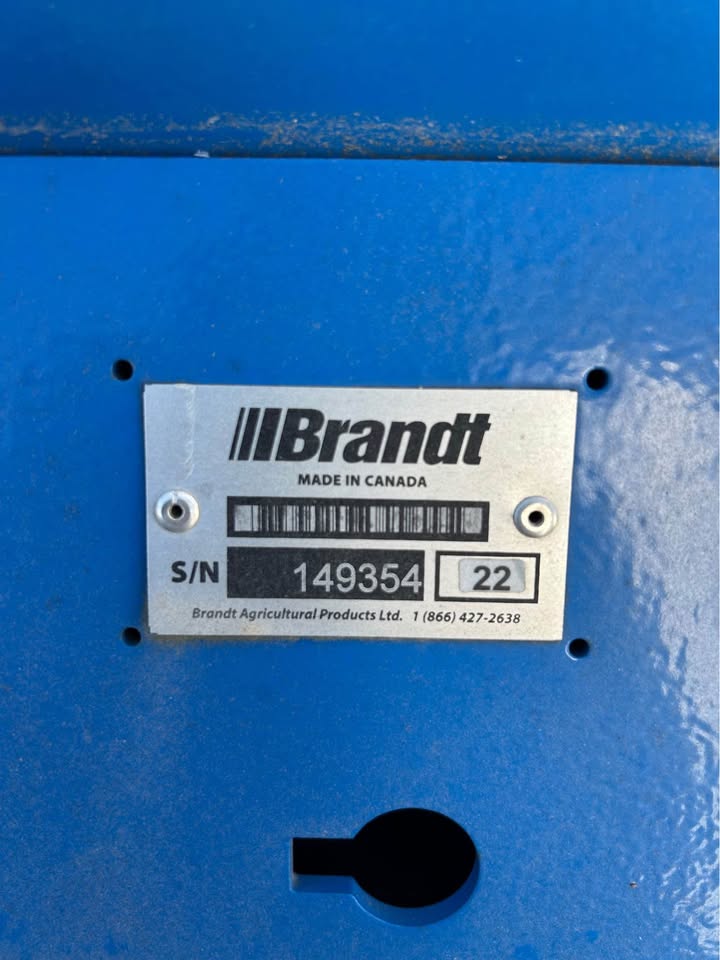 Brandt
MADE IN CANADA
S/N 149354 22
Brandt Agricultural Products Ltd. 1 (866) 427-2638